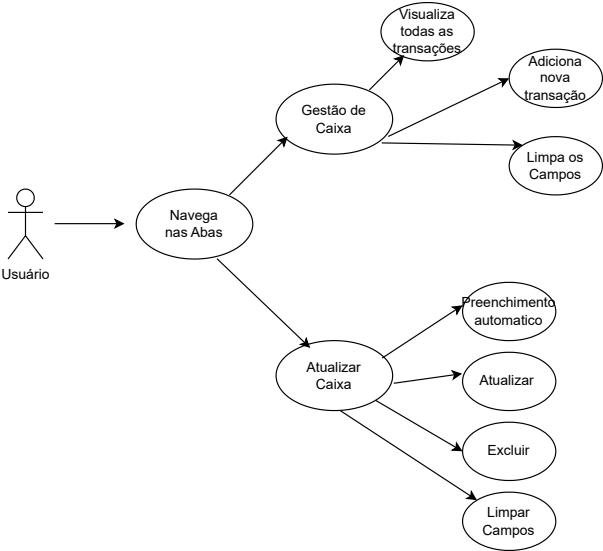 Visualiza
todas as
transações
Adiciona
nova
transação
Gestão de
Caixa
Limpa os
Campos
Navega
nas Abas
Usuário
Preenchimento
automatico
Atualizar
Caixa
Atualizar
Excluir
Limpar
Campos